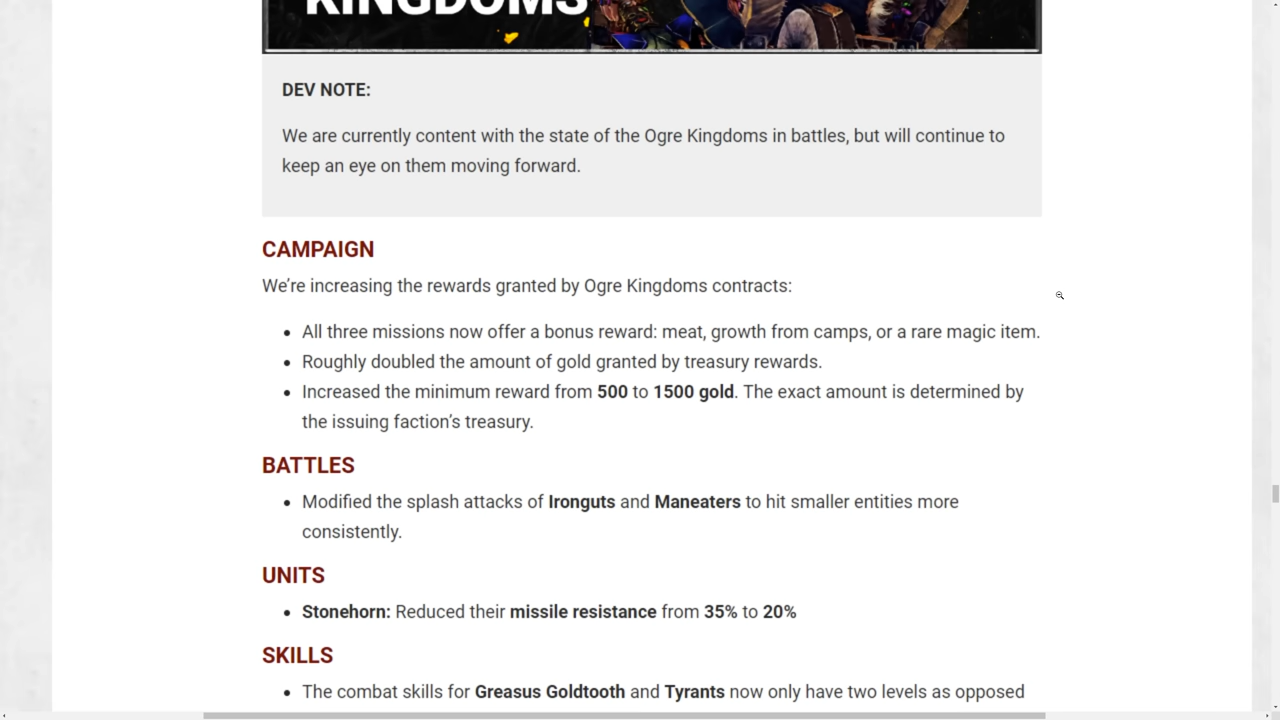 KINGDOMS
DEV NOTE:
We are currently content with the state of the Ogre Kingdoms in battles, but will continue to
keep an eye on them moving forward.
CAMPAIGN
We’re increasing the rewards granted by Ogre Kingdoms contracts:
• All three missions now offer a bonus reward: meat, growth from camps, or a rare magic item.
• Roughly doubled the amount of gold granted by treasury rewards.
• Increased the minimum reward from 500 to 1500 gold. The exact amount is determined by
the issuing faction’s treasury.
BATTLES
• Modified the splash attacks of Ironguts and Maneaters to hit smaller entities more
consistently.
UNITS
• Stonehorn: Reduced their missile resistance from 35% to 20%
SKILLS
• The combat skills for Greasus Goldtooth and Tyrants now only have two levels as opposed